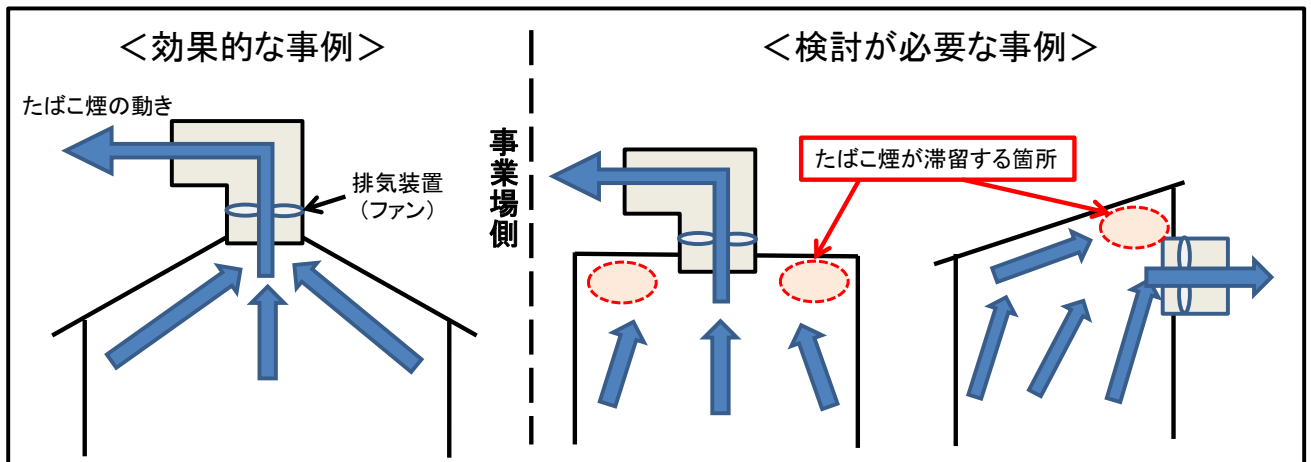 ＜効果的な事例＞
たばこ煙の動き
排気装置
（ファン）
事業場側
＜検討が必要な事例＞
たばこ煙が滞留する箇所